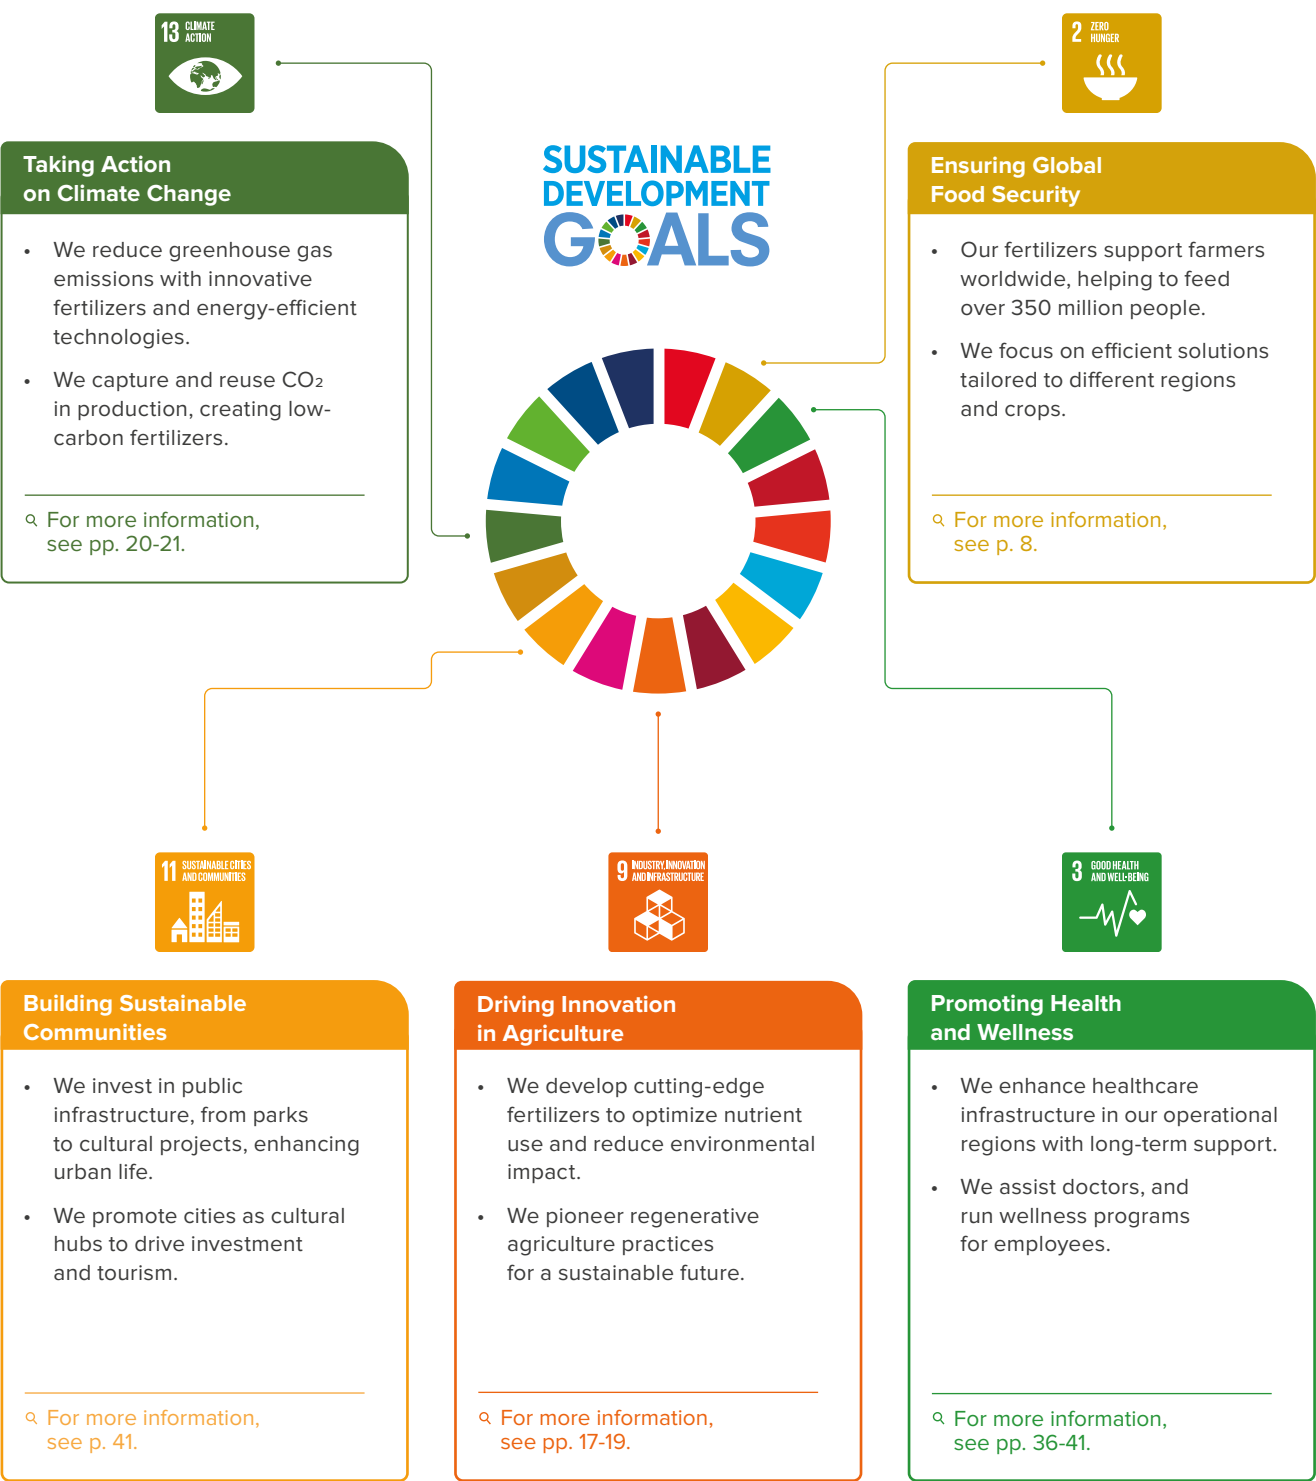 13 CLIMATE
ACTION
Taking Action
on Climate Change
• We reduce greenhouse gas
emissions with innovative
fertilizers and energy-efficient
technologies.
• We capture and reuse CO₂
in production, creating low-
carbon fertilizers.
For more information,
see pp. 20-21.
SUSTAINABLE
DEVELOPMENT
GOALS
2 ZERO
HUNGER
Ensuring Global
Food Security
• Our fertilizers support farmers
worldwide, helping to feed
over 350 million people.
• We focus on efficient solutions
tailored to different regions
and crops.
For more information,
see p. 8.
11 SUSTAINABLE CITIES
AND COMMUNITIES
Building Sustainable
Communities
• We invest in public
infrastructure, from parks
to cultural projects, enhancing
urban life.
• We promote cities as cultural
hubs to drive investment
and tourism.
For more information,
see p. 41.
9 INDUSTRY, INNOVATION
AND INFRASTRUCTURE
Driving Innovation
in Agriculture
• We develop cutting-edge
fertilizers to optimize nutrient
use and reduce environmental
impact.
• We pioneer regenerative
agriculture practices
for a sustainable future.
For more information,
see pp. 17-19.
3 GOOD HEALTH
AND WELL-BEING
Promoting Health
and Wellness
• We enhance healthcare
infrastructure in our operational
regions with long-term support.
• We assist doctors, and
run wellness programs
for employees.
For more information,
see pp. 36-41.